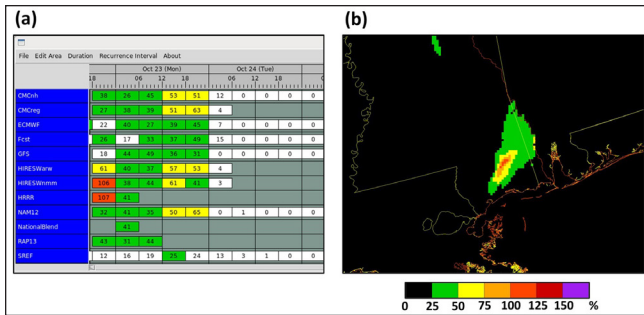 (a)
(b)
File Edit Area Duration Recurrence Interval About
Oct 23 (Mon) Oct 24 (Tue)
18 00 06 12 18 00 06 12 18 0
CMCnh 38 26 45 53 51 12 0 0 0 0
CMCreg 27 38 39 51 63 4
ECMWF 22 40 27 39 45 7 0 0 0 0
Fcst 26 17 33 37 49 15 0 0 0 0
GFS 18 44 49 36 31 0 0 0 0 0
HIRESWarw 61 40 37 57 53 4
HIRESWnmm 106 38 44 61 41 3
HRRR 107 41
NAM12 32 41 35 50 65 0 1 0 0 0
NationalBlend 41
RAP13 43 31 44
SREF 12 16 19 25 24 13 3 1 0 0
0 25 50 75 100 125 150 %